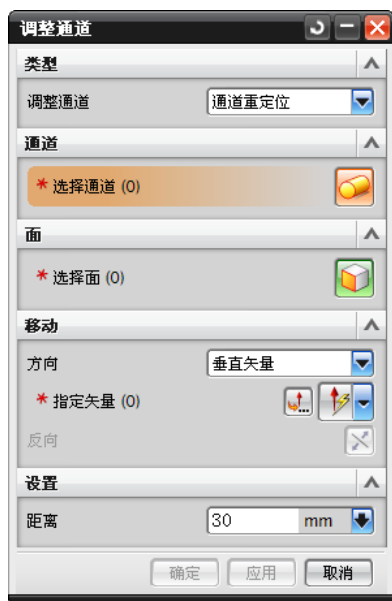 调整通道
类型
调整通道 通道重定位
通道
* 选择通道 (0)
面
* 选择面 (0)
移动
方向 垂直矢量
* 指定矢量 (0)
反向
设置
距离 30 mm
确定 应用 取消